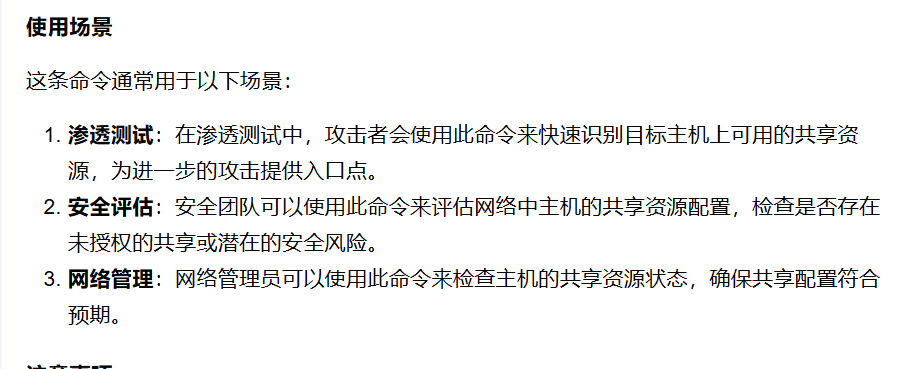 使用场景
这条命令通常用于以下场景：
1. 渗透测试：在渗透测试中，攻击者会使用此命令来快速识别目标主机上可用的共享资
源，为进一步的攻击提供入口点。
2. 安全评估：安全团队可以使用此命令来评估网络中主机的共享资源配置，检查是否存在
未授权的共享或潜在的安全风险。
3. 网络管理：网络管理员可以使用此命令来检查主机的共享资源状态，确保共享配置符合
预期。